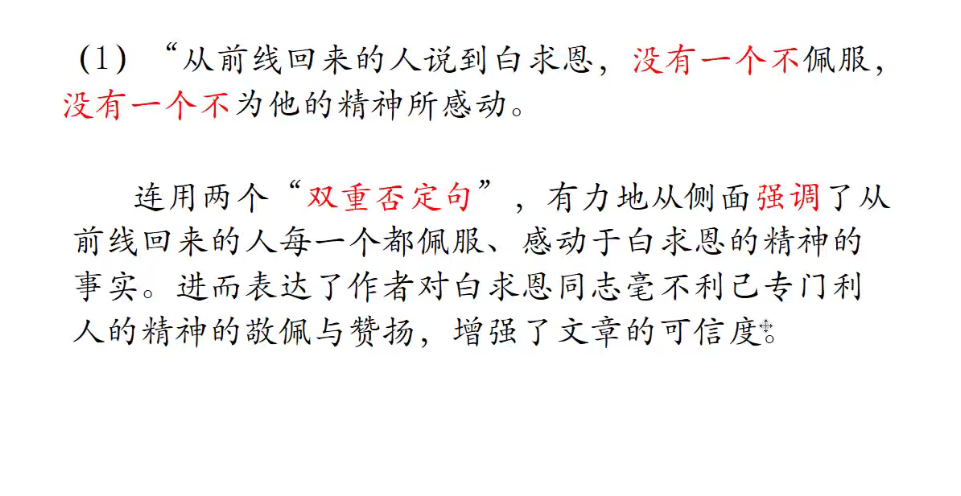 （1）“从前线回来的人说到白求恩，没有一个不佩服，
没有一个不为他的精神所感动。
连用两个“双重否定句”，有力地从侧面强调了从
前线回来的人每一个都佩服、感动于白求恩的精神的
事实。进而表达了作者对白求恩同志毫不利己专门利
人的精神的敬佩与赞扬，增强了文章的可信度。